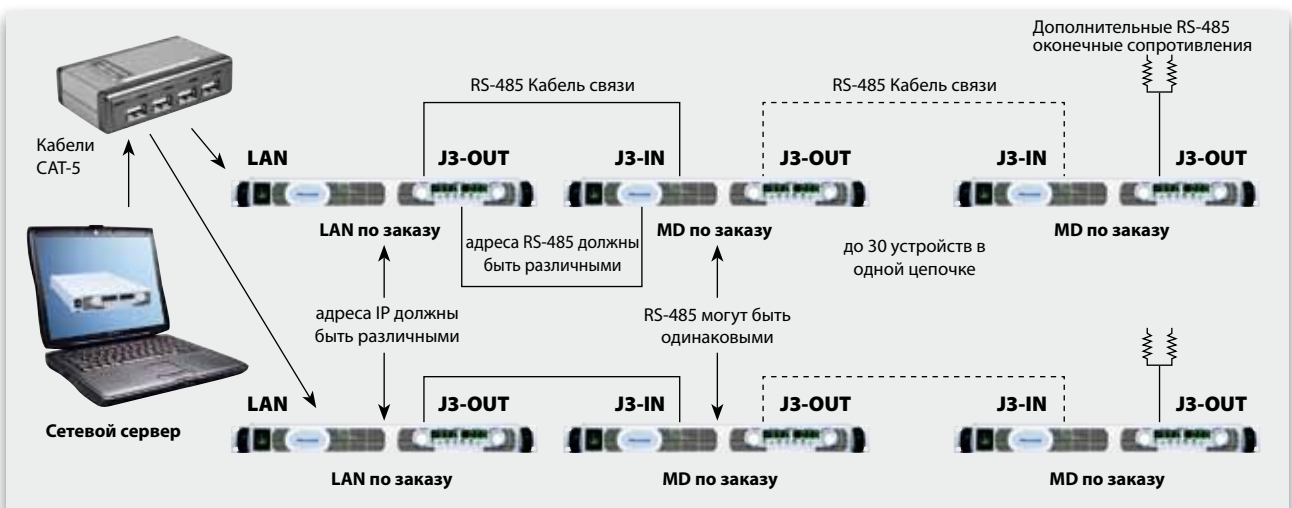 Дополнительные RS-485
оконечные сопротивления
RS-485 Кабель связи
RS-485 Кабель связи
Кабели
CAT-5
LAN
J3-OUT
J3-IN
J3-OUT
J3-IN
J3-OUT
LAN по заказу
MD по заказу
MD по заказу
адреса RS-485 должны
быть различными
до 30 устройств в
одной цепочке
адреса IP должны
быть различными
RS-485 могут быть
одинаковыми
LAN
J3-OUT
J3-IN
J3-OUT
J3-IN
J3-OUT
Сетевой сервер
LAN по заказу
MD по заказу
MD по заказу